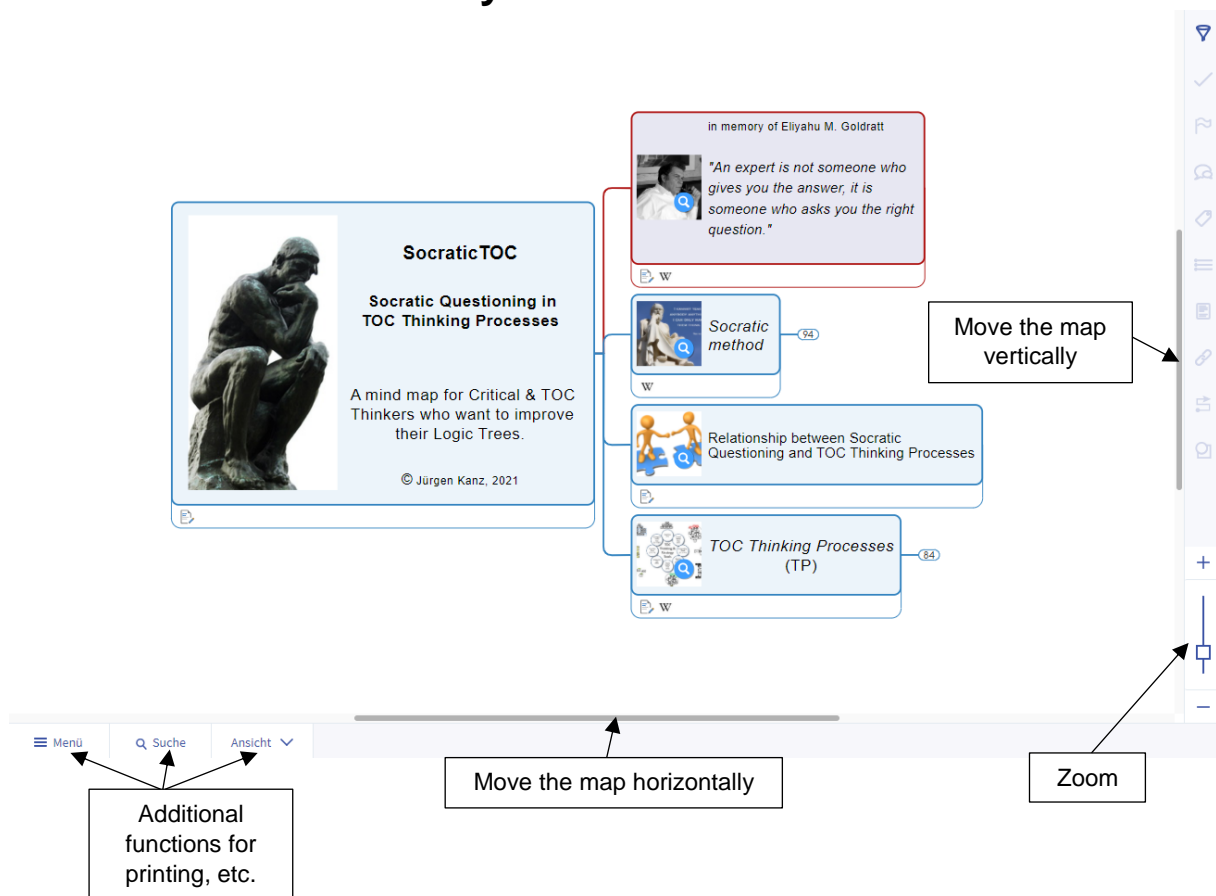 in memory of Eliyahu M. Goldratt
"An expert is not someone who
gives you the answer, it is
someone who asks you the right
question."
W
SocraticTOC
Socratic Questioning in
TOC Thinking Processes
A mind map for Critical & TOC
Thinkers who want to improve
their Logic Trees.
© Jürgen Kanz, 2021
Socratic
method
94
W
Relationship between Socratic
Questioning and TOC Thinking Processes
TOC Thinking Processes
(TP)
84
W
Move the map
vertically
Menü
Suche
Ansicht
Move the map horizontally
Zoom
Additional
functions for
printing, etc.